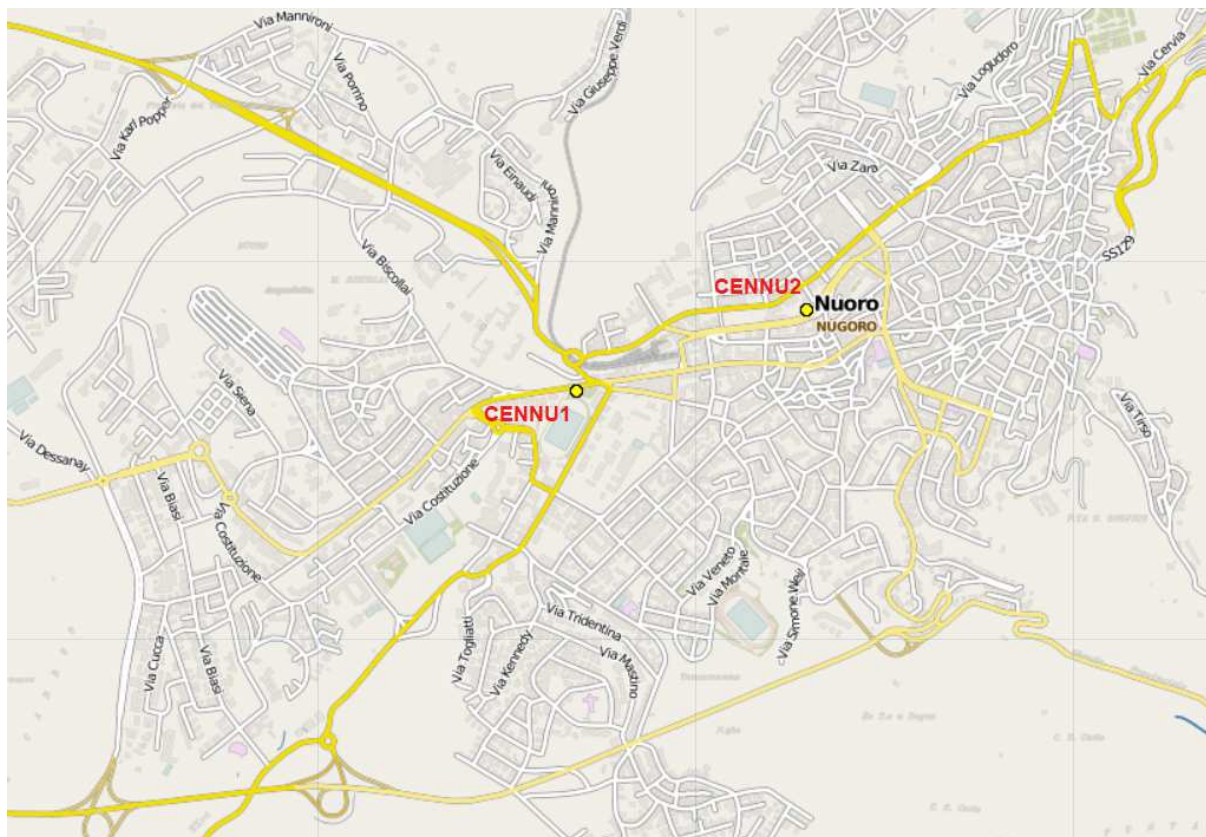 Via Mannironi
Via Giuseppe Verdi
Via Cervia
Via Porrino
Via Logudoro
Via Karl Popper
Via Zara
Via Einaudi
Via Mannironi
Via Biscollai
SS129
CENNU2
Nuoro
NUGORO
Via Siena
CENNU1
Via Tirso
Via Dessanay
Via Biasi
Via Costituzione
Via Costituzione
Via Veneto
Via Montale
Via Simone Weil
Via Tridentina
Via Togliatti
Via Kennedy
Via Mastino
Via Cucca
Via Biasi